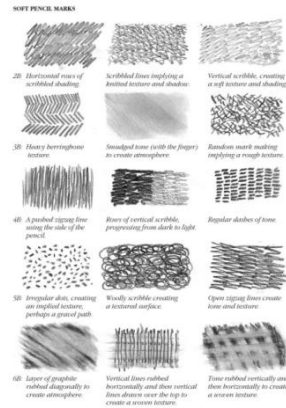 SOFT PENCIL MARKS
2B: Horizontal rows of
scribbled shading.
Scribbled lines implying a
knitted texture and shadow.
Vertical scribble, creating
a soft texture and shading
3B: Heavy herringbone
texture.
Smudged tone (with the finger)
to create atmosphere.
Random mark making
implying a rough texture.
4B: A pushed zigzag line
using the side of the
pencil.
Rows of vertical scribble,
progressing from dark to light.
Regular dashes of tone.
5B: Irregular dots, creating
an implied texture,
perhaps a gravel path
Woolly scribble creating
a textured surface.
Open zigzag lines create
tone and texture.
6B: Layer of graphite
rubbed diagonally to
create atmosphere.
Vertical lines rubbed
horizontally and then vertical
lines drawn over the top to
create a woven texture.
Tone rubbed vertically and
then horizontally to create
a woven texture.